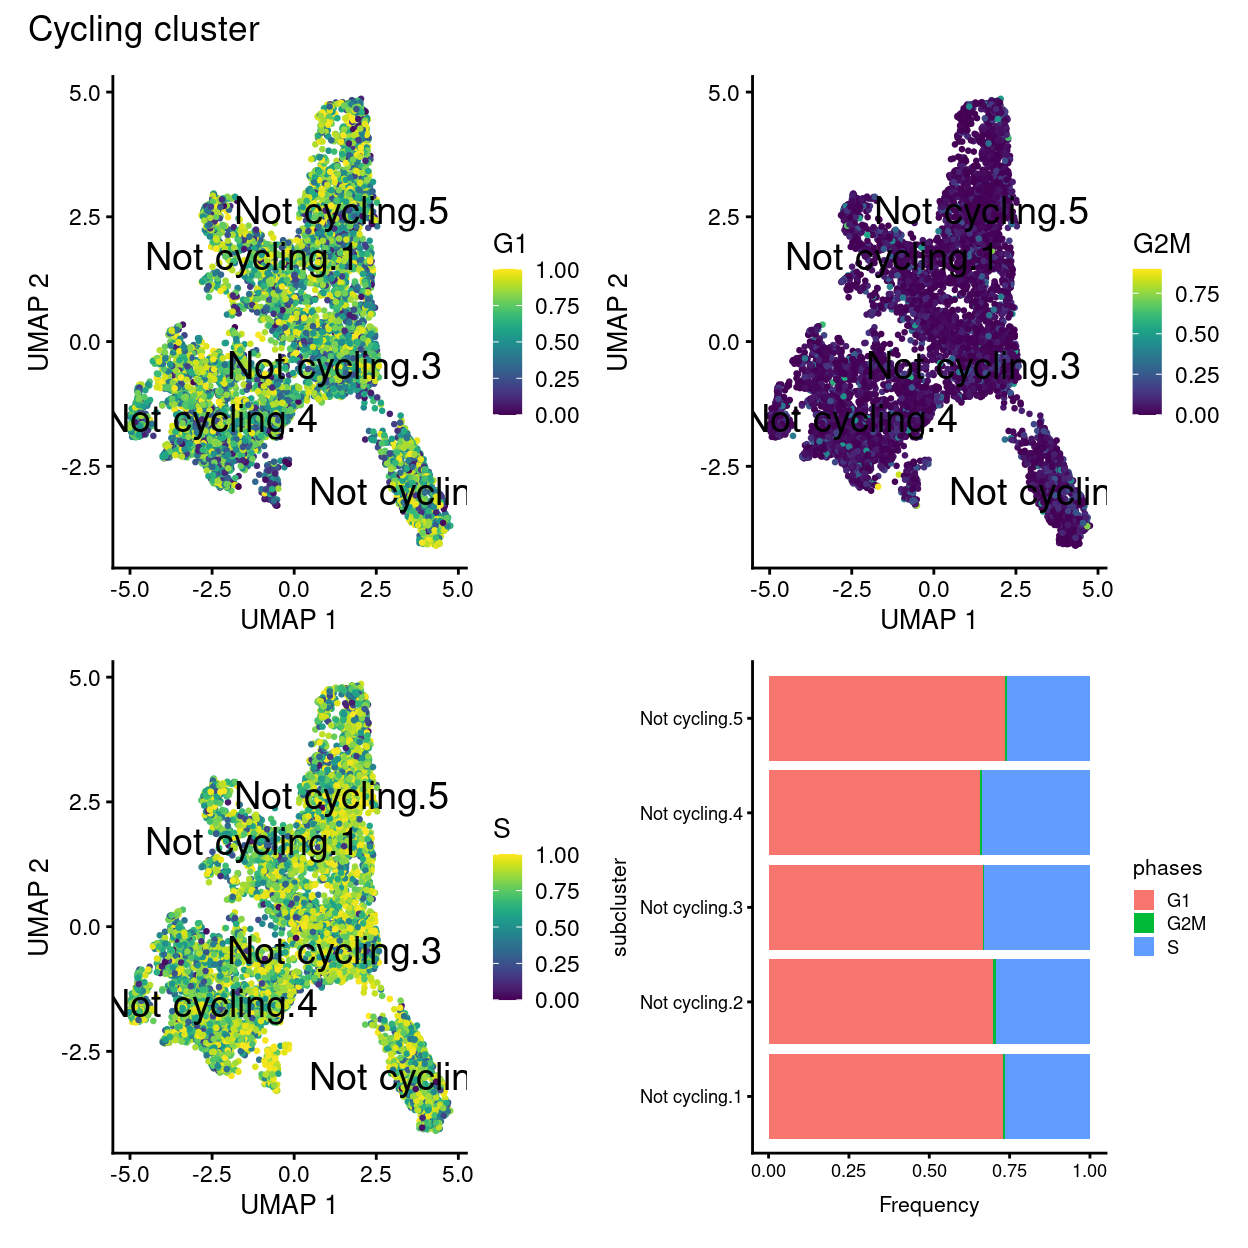 Cycling cluster
5.0
2.5
0.0
-2.5
UMAP 2
Not cycling.5
Not cycling.1
Not cycling.3
Not cycling.4
Not cyclin
-5.0 -2.5 0.0 2.5 5.0
UMAP 1
G1
1.00
0.75
0.50
0.25
0.00
5.0
2.5
0.0
-2.5
UMAP 2
Not cycling.5
Not cycling.1
Not cycling.3
Not cycling.4
Not cyclin
-5.0 -2.5 0.0 2.5 5.0
UMAP 1
G2M
0.75
0.50
0.25
0.00
5.0
2.5
0.0
-2.5
UMAP 2
Not cycling.5
Not cycling.1
Not cycling.3
Not cycling.4
Not cyclin
-5.0 -2.5 0.0 2.5 5.0
UMAP 1
S
1.00
0.75
0.50
0.25
0.00
subcluster
Not cycling.5
Not cycling.4
Not cycling.3
Not cycling.2
Not cycling.1
0.00 0.25 0.50 0.75 1.00
Frequency
phases
G1
G2M
S